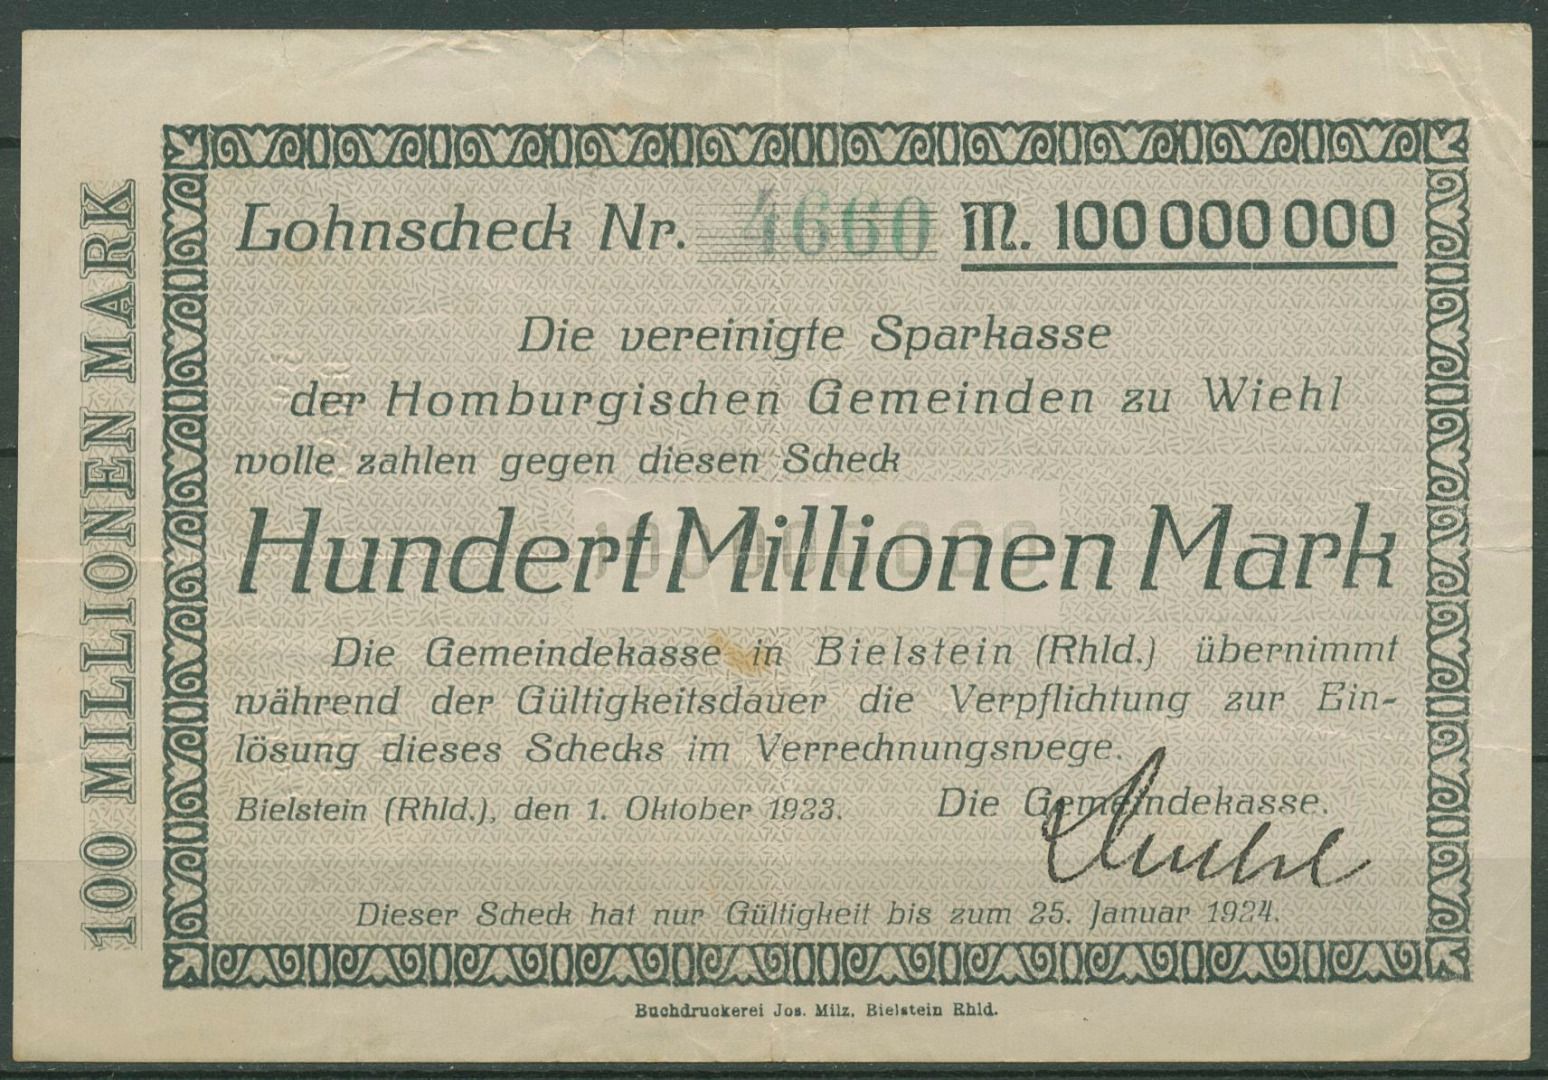 100 MILLIONEN MARK
Lohnscheck Nr. 4660 M. 100 000 000
Die vereinigte Sparkasse
der Homburgischen Gemeinden zu Wiehl
wolle zahlen gegen diesen Scheck
100 000 000
Hundert Millionen Mark
Die Gemeindekasse in Bielstein (Rhld.) übernimmt
während der Gültigkeitsdauer die Verpflichtung zur Ein-
lösung dieses Schecks im Verrechnungswege.
Bielstein (Rhld.), den 1. Oktober 1923. Die Gemeindekasse.
Dieser Scheck hat nur Gültigkeit bis zum 25. Januar 1924.
Buchdruckerei Jos. Milz, Bielstein Rhld.